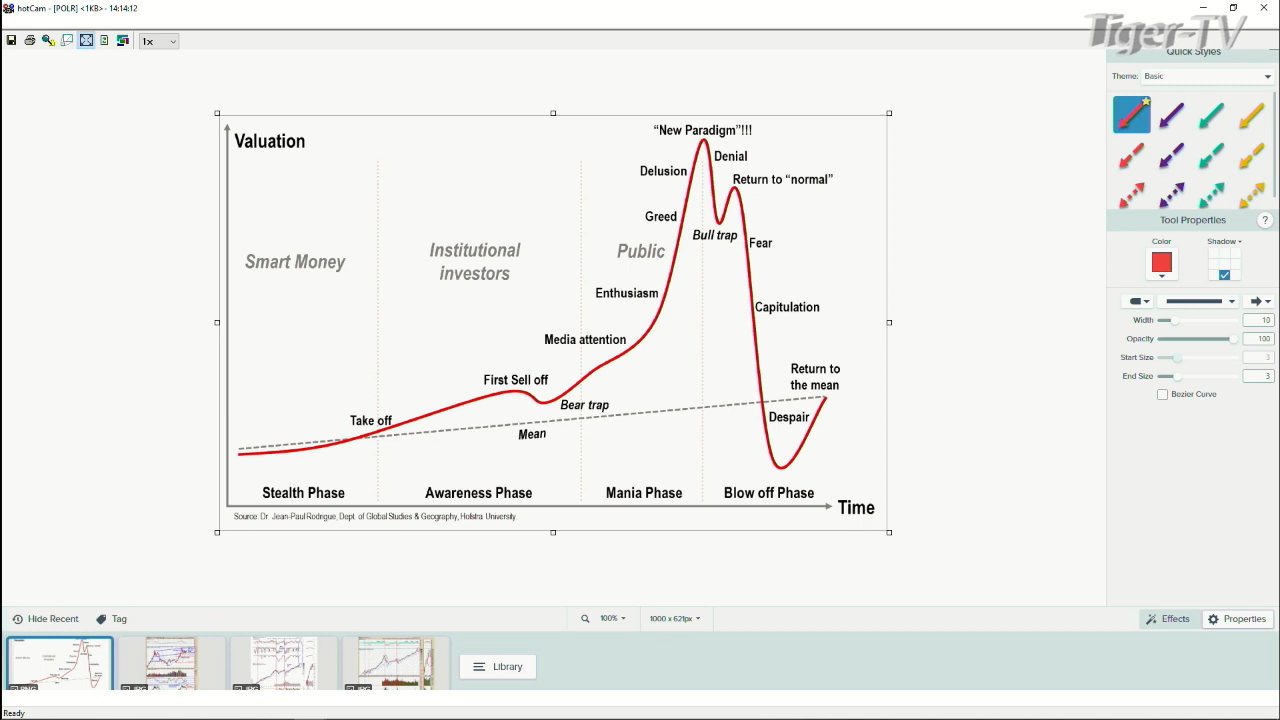 hotCam - [POLR] <1KB> - 14:14:12
Tiger-TV
1x
Quick Styles
Theme: Basic
Valuation
"New Paradigm"!!!
Denial
Delusion
Return to "normal"
Greed
Bull trap
Fear
Smart Money
Institutional
investors
Public
Enthusiasm
Capitulation
Media attention
First Sell off
Return to
the mean
Bear trap
Take off
Despair
Mean
Stealth Phase
Awareness Phase
Mania Phase
Blow off Phase
Time
Source: Dr. Jean-Paul Rodrigue, Dept. of Global Studies & Geography, Hofstra University
Tool Properties
?
Color
Shadow
Width
10
Opacity
100
Start Size
3
End Size
3
Bezier Curve
Hide Recent
Tag
100%
1000 x 621px
Effects
Properties
Library
Ready